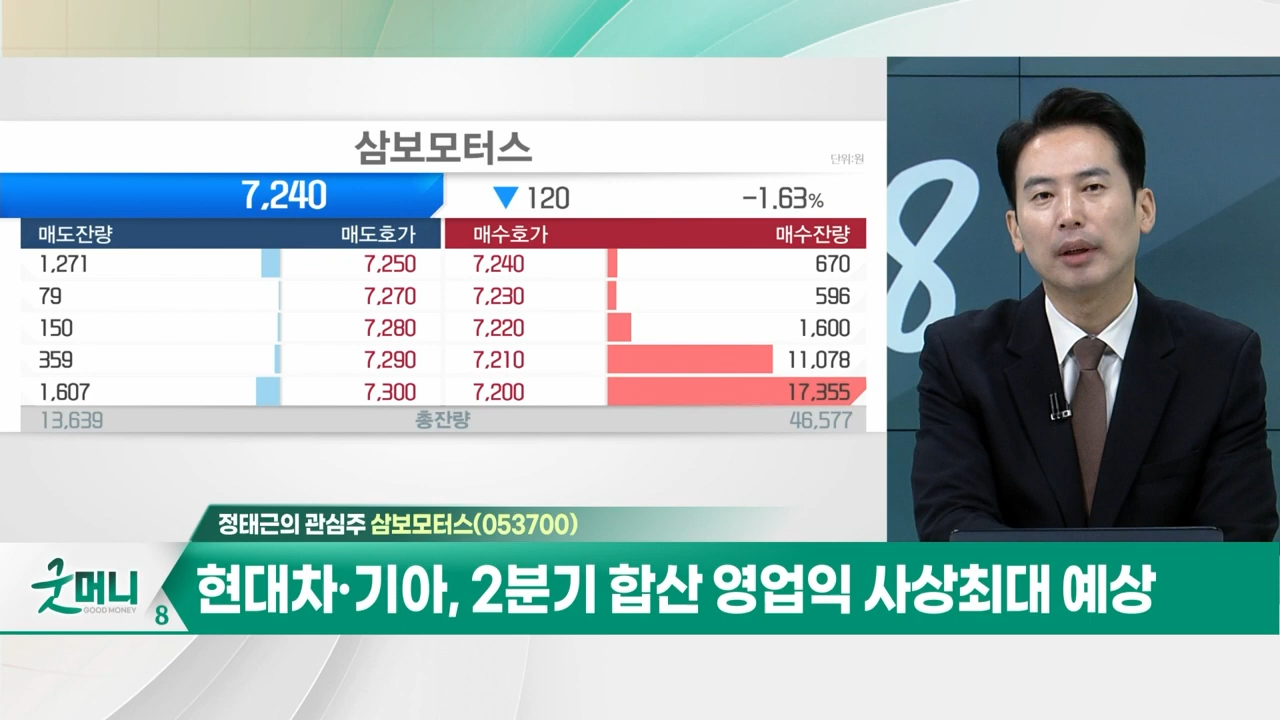 삼보모터스
단위:원
7,240 ▼ 120 -1.63%
매도잔량 매도호가 매수호가 매수잔량
1,271 7,250 7,240 670
79 7,270 7,230 596
150 7,280 7,220 1,600
359 7,290 7,210 11,078
1,607 7,300 7,200 17,355
13,639 총잔량 46,577
8
정태근의 관심주 삼보모터스(053700)
굿머니
GOOD MONEY
8
현대차·기아, 2분기 합산 영업익 사상최대 예상